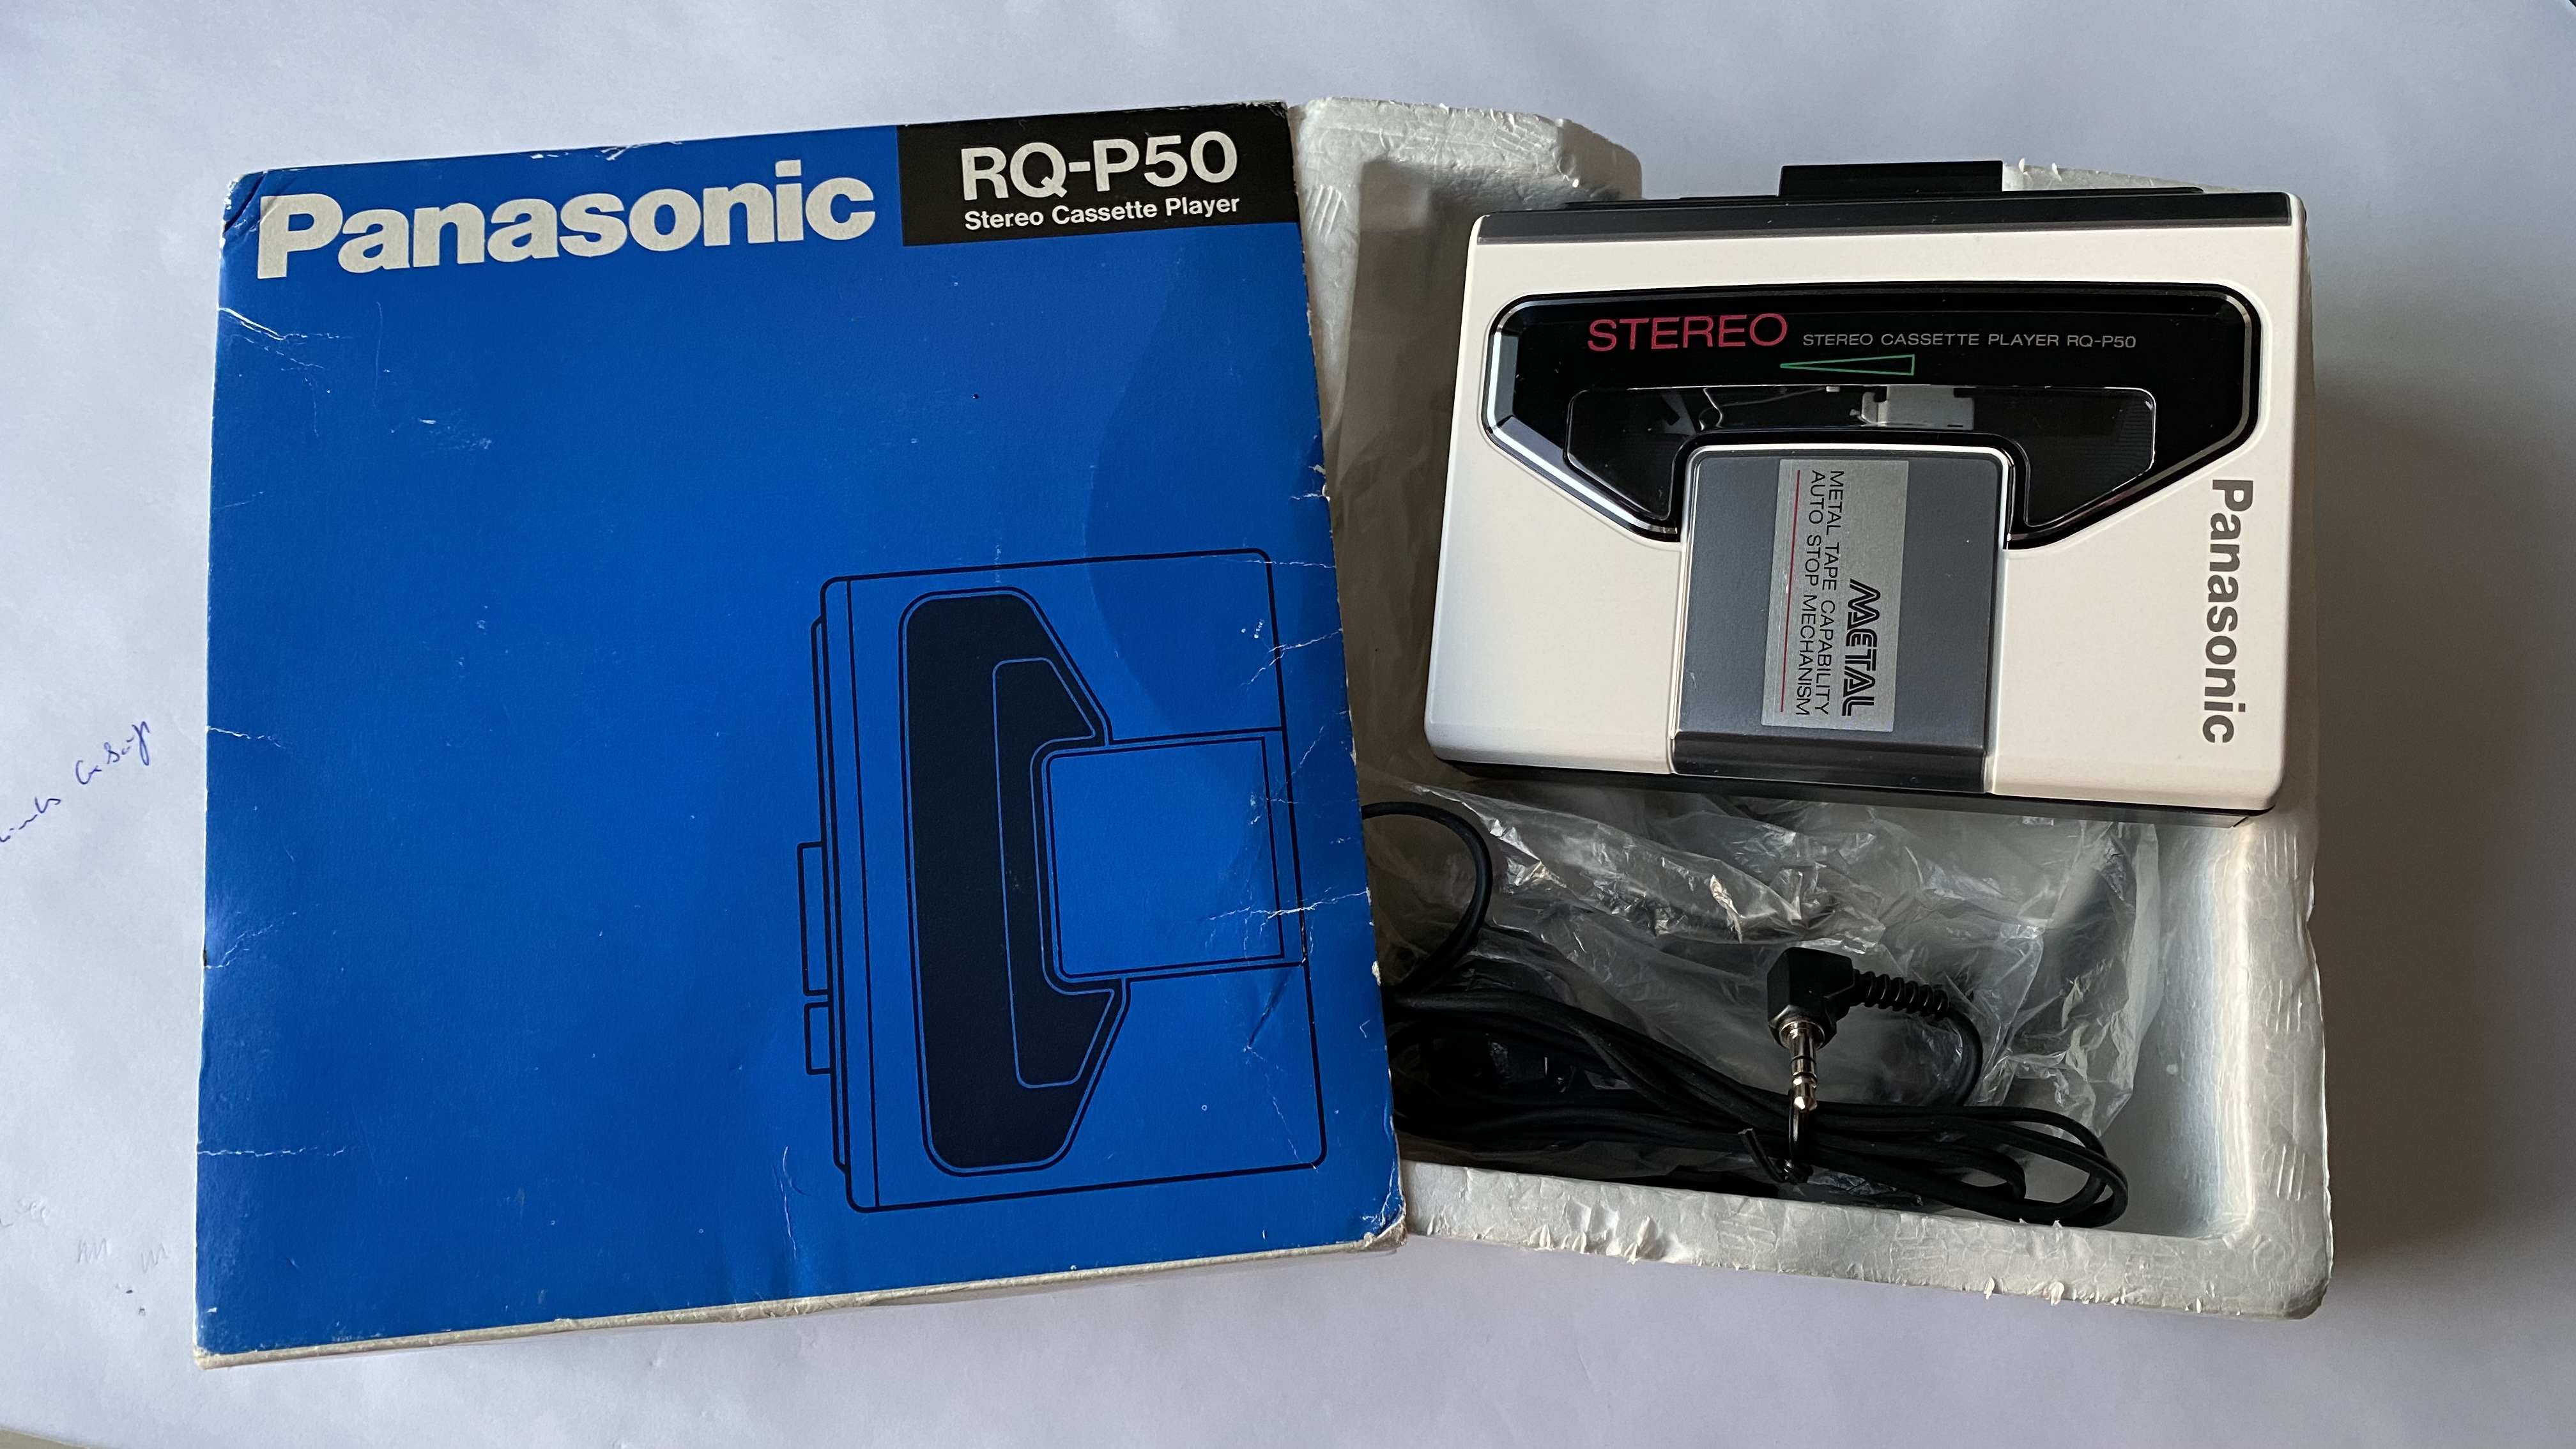 Panasonic
RQ-P50
Stereo Cassette Player
STEREO STEREO CASSETTE PLAYER RQ-P50
METAL
METAL TAPE CAPABILITY
AUTO STOP MECHANISM
Panasonic